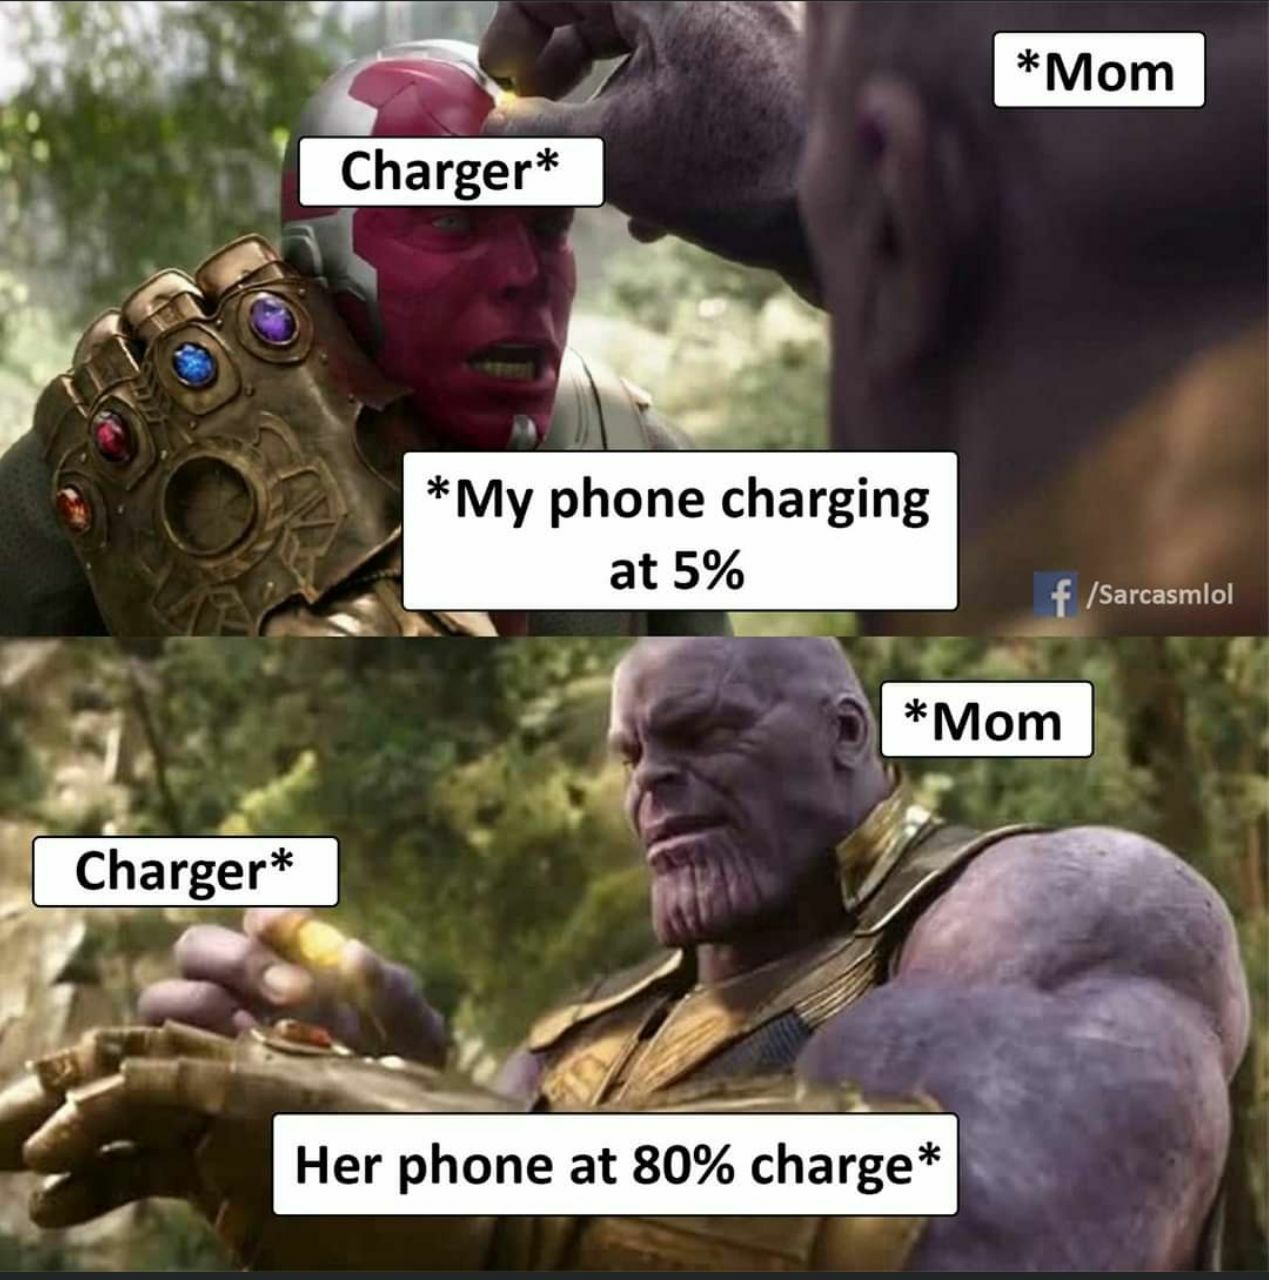 *Mom
Charger*
*My phone charging
at 5%
f /Sarcasmlol
*Mom
Charger*
Her phone at 80% charge*